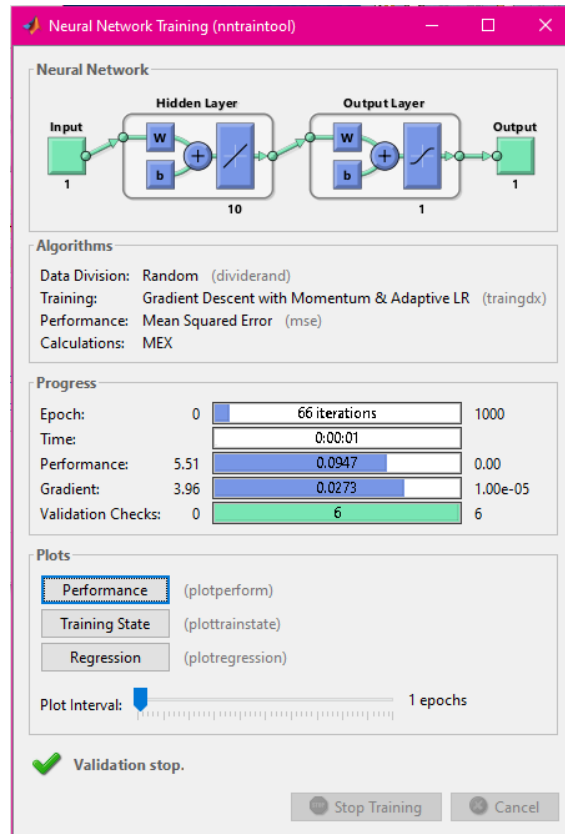 Neural Network Training (nntraintool)
Neural Network
Hidden Layer Output Layer
Input Output
W W
b b
1 10 1 1
Algorithms
Data Division: Random (dividerand)
Training: Gradient Descent with Momentum & Adaptive LR (traingdx)
Performance: Mean Squared Error (mse)
Calculations: MEX
Progress
Epoch: 0 66 iterations 1000
Time: 0:00:01
Performance: 5.51 0.0947 0.00
Gradient: 3.96 0.0273 1.00e-05
Validation Checks: 0 6 6
Plots
Performance (plotperform)
Training State (plottrainstate)
Regression (plotregression)
Plot Interval: 1 epochs
Validation stop.
Stop Training Cancel